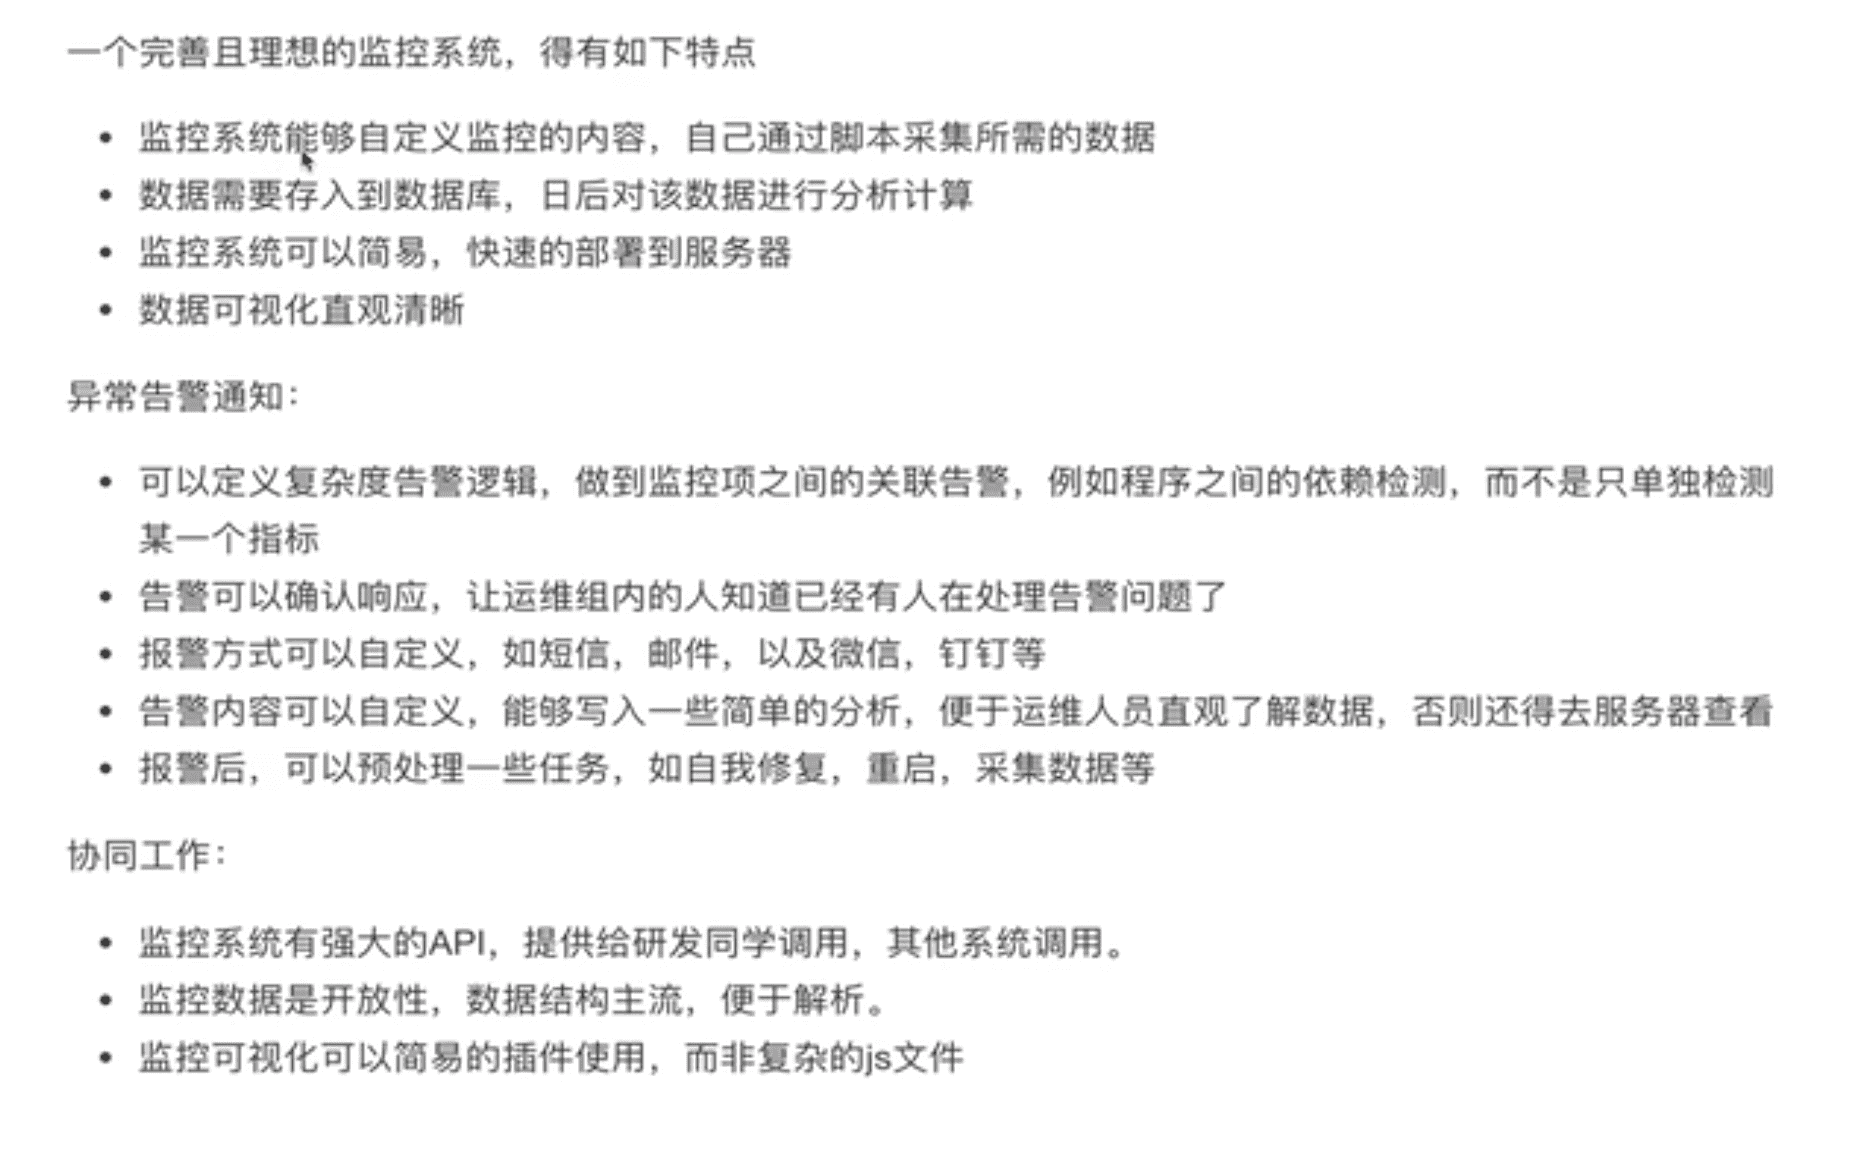 一个完善且理想的监控系统，得有如下特点
• 监控系统能够自定义监控的内容，自己通过脚本采集所需的数据
• 数据需要存入到数据库，日后对该数据进行分析计算
• 监控系统可以简易，快速的部署到服务器
• 数据可视化直观清晰
异常告警通知：
• 可以定义复杂度告警逻辑，做到监控项之间的关联告警，例如程序之间的依赖检测，而不是只单独检测
某一个指标
• 告警可以确认响应，让运维组内的人知道已经有人在处理告警问题了
• 报警方式可以自定义，如短信，邮件，以及微信，钉钉等
• 告警内容可以自定义，能够写入一些简单的分析，便于运维人员直观了解数据，否则还得去服务器查看
• 报警后，可以预处理一些任务，如自我修复，重启，采集数据等
协同工作：
• 监控系统有强大的API，提供给研发同学调用，其他系统调用。
• 监控数据是开放性，数据结构主流，便于解析。
• 监控可视化可以简易的插件使用，而非复杂的js文件